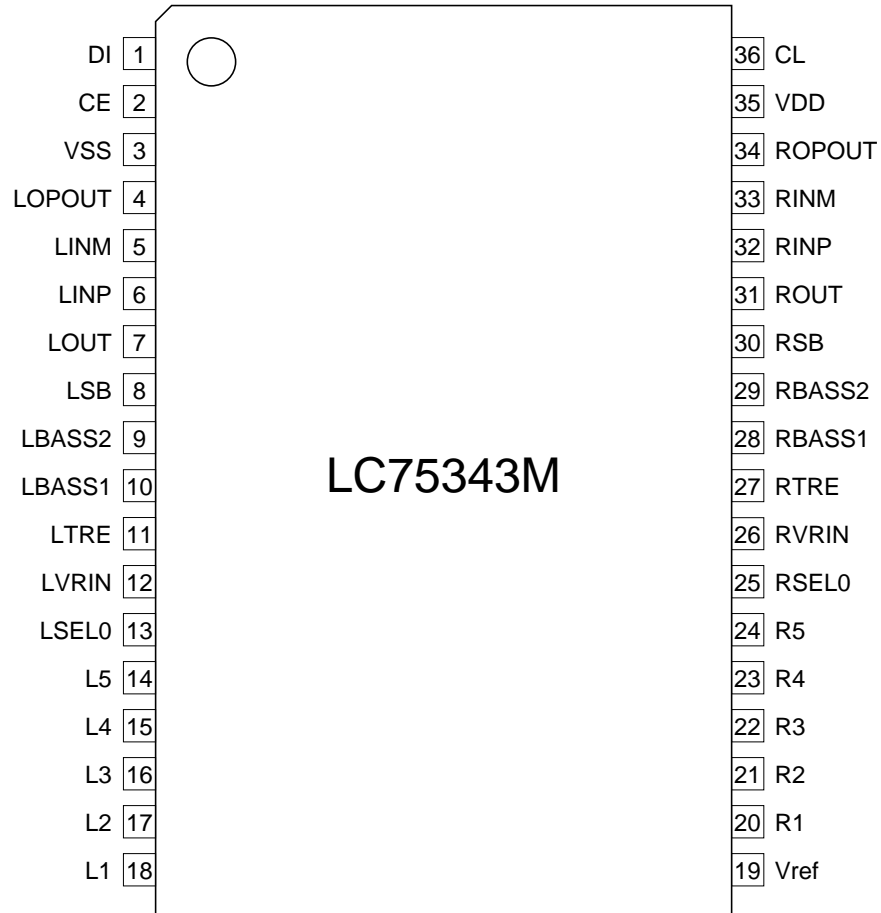 DI 1 36 CL
CE 2 35 VDD
VSS 3 34 ROPOUT
LOPOUT 4 33 RINM
LINM 5 32 RINP
LINP 6 31 ROUT
LOUT 7 30 RSB
LSB 8 29 RBASS2
LBASS2 9 28 RBASS1
LBASS1 10 27 RTRE
LC75343M
LTRE 11 26 RVRIN
LVRIN 12 25 RSEL0
LSEL0 13 24 R5
L5 14 23 R4
L4 15 22 R3
L3 16 21 R2
L2 17 20 R1
L1 18 19 Vref